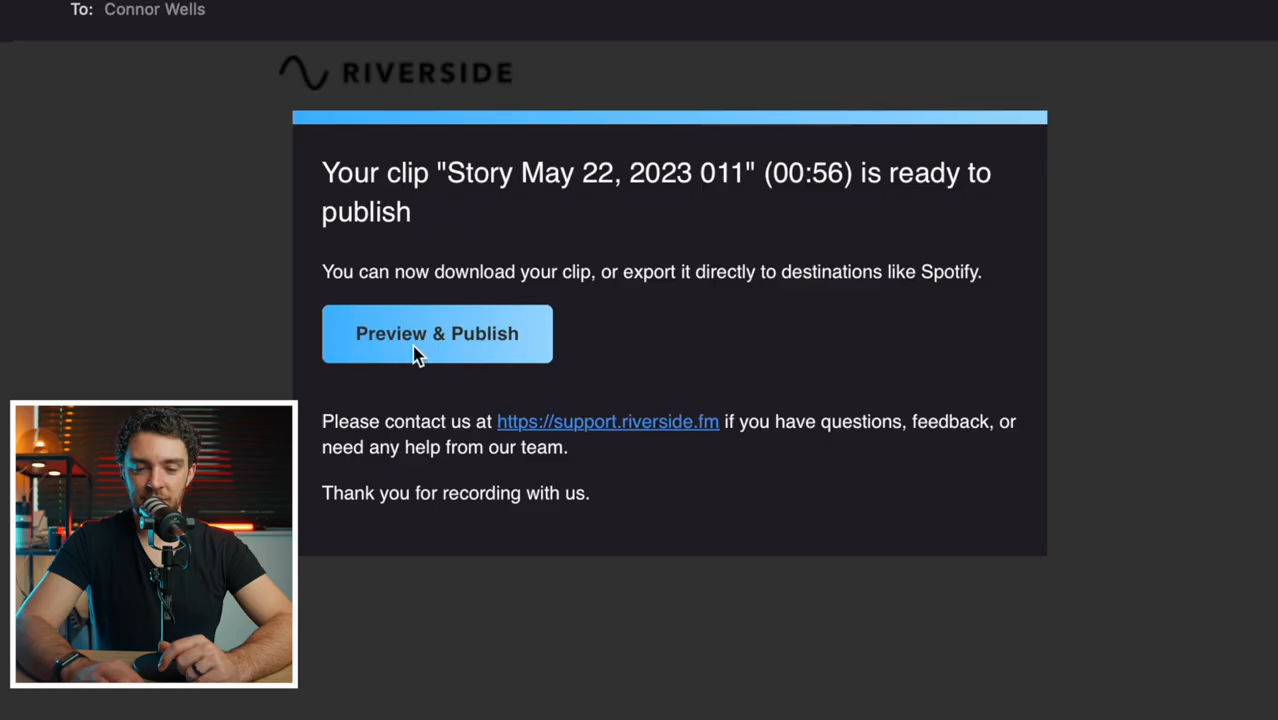 To: Connor Wells
RIVERSIDE
Your clip "Story May 22, 2023 011" (00:56) is ready to
publish
You can now download your clip, or export it directly to destinations like Spotify.
Preview & Publish
Please contact us at https://support.riverside.fm if you have questions, feedback, or
need any help from our team.
Thank you for recording with us.